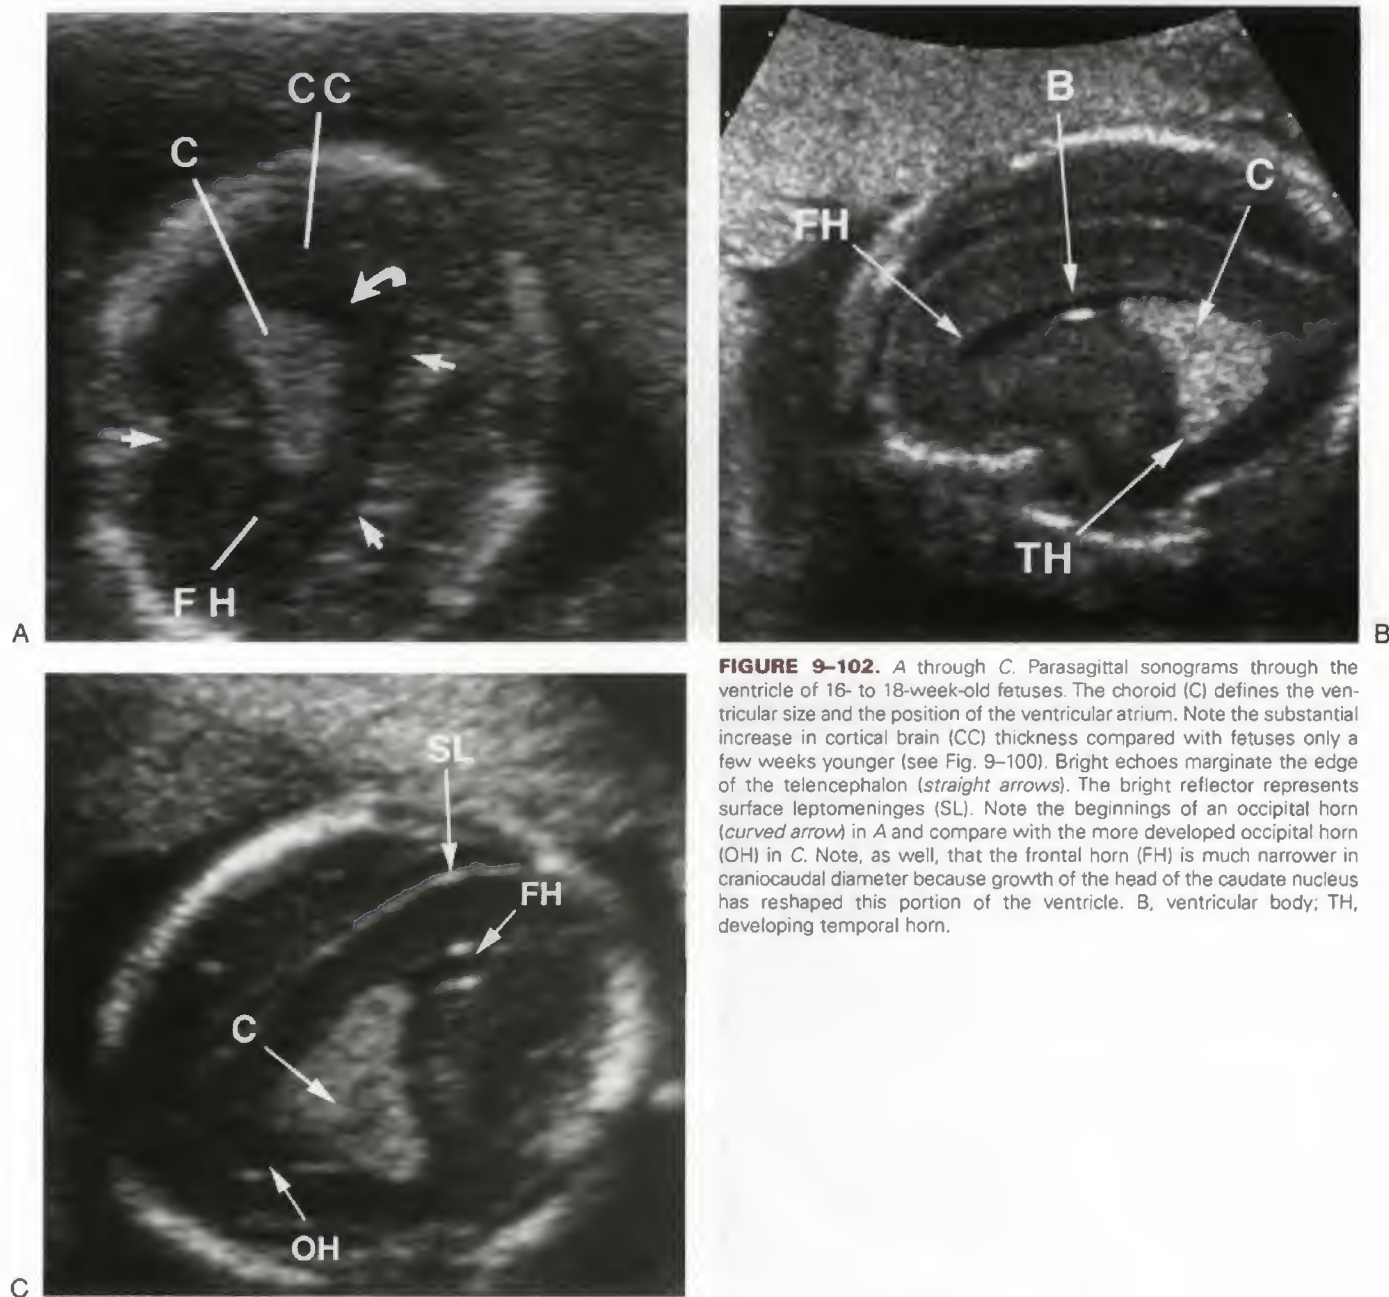 CC
C
FH
A
B
C
FH
TH
B
SL
FH
C
OH
C
FIGURE 9–102. A through C. Parasagittal sonograms through the
ventricle of 16- to 18-week-old fetuses. The choroid (C) defines the ven-
tricular size and the position of the ventricular atrium. Note the substantial
increase in cortical brain (CC) thickness compared with fetuses only a
few weeks younger (see Fig. 9–100). Bright echoes marginate the edge
of the telencephalon (straight arrows). The bright reflector represents
surface leptomeninges (SL). Note the beginnings of an occipital horn
(curved arrow) in A and compare with the more developed occipital horn
(OH) in C. Note, as well, that the frontal horn (FH) is much narrower in
craniocaudal diameter because growth of the head of the caudate nucleus
has reshaped this portion of the ventricle. B, ventricular body; TH,
developing temporal horn.